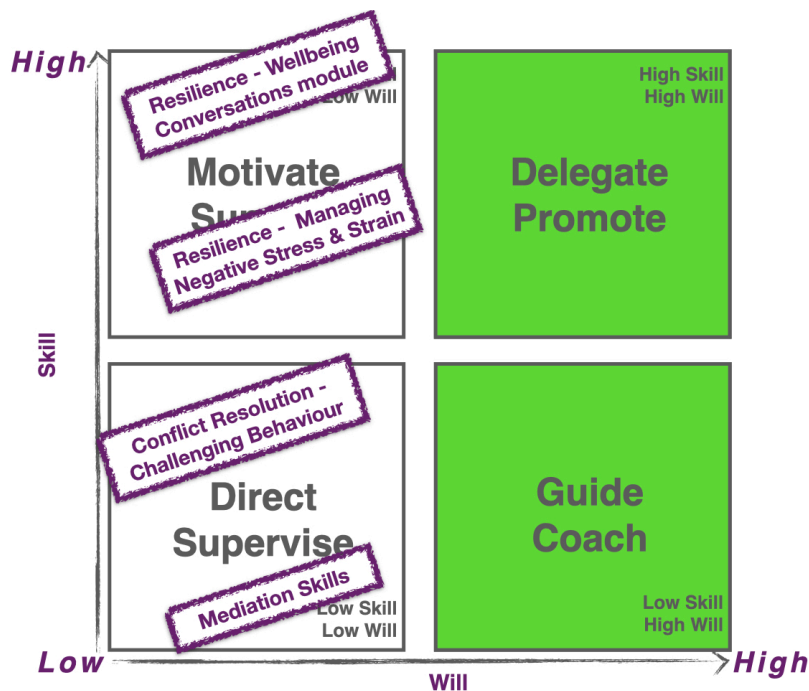 High
Resilience - Wellbeing
Conversations module
Low Will
Motivate
Resilience - Managing
Negative Stress & Strain
High Skill
High Will
Delegate
Promote
Skill
Conflict Resolution -
Challenging Behaviour
Direct
Supervise
Mediation Skills
Low Skill
Low Will
Guide
Coach
Low Skill
High Will
Low
Will
High